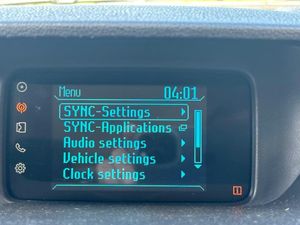 Menu 04:01
SYNC-Settings
SYNC-Applications
Audio settings
Vehicle settings
Clock settings